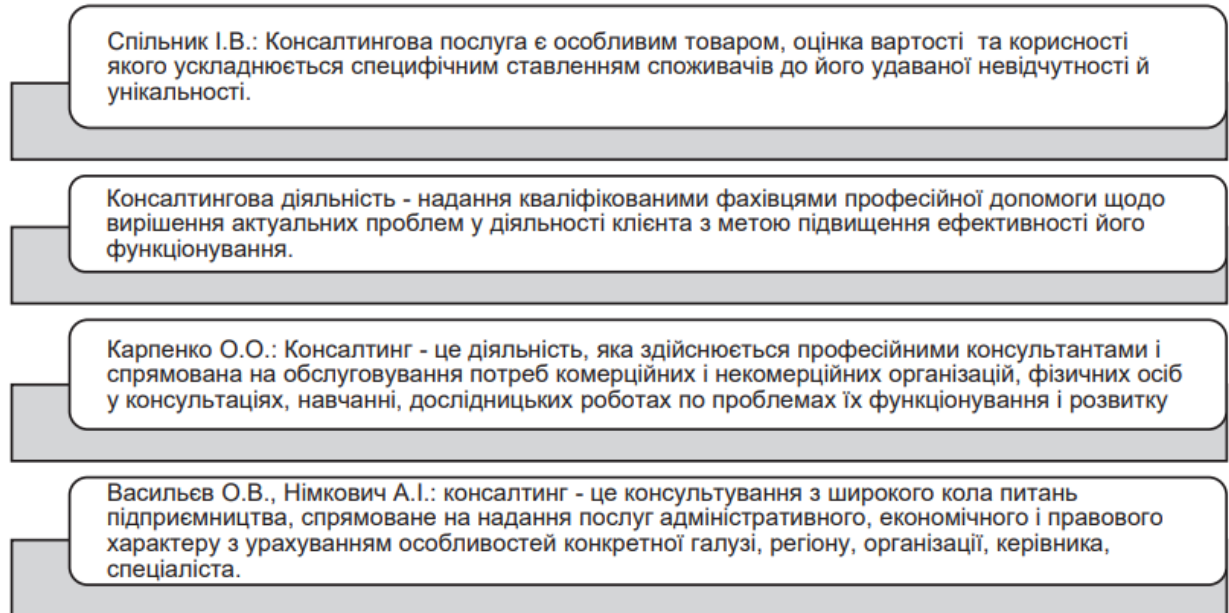 Спільник І.В.: Консалтингова послуга є особливим товаром, оцінка вартості  та корисності
якого ускладнюється специфічним ставленням споживачів до його удаваної невідчутності й
унікальності.
Консалтингова діяльність - надання кваліфікованими фахівцями професійної допомоги щодо
вирішення актуальних проблем у діяльності клієнта з метою підвищення ефективності його
функціонування.
Карпенко О.О.: Консалтинг - це діяльність, яка здійснюється професійними консультантами і
спрямована на обслуговування потреб комерційних і некомерційних організацій, фізичних осіб
у консультаціях, навчанні, дослідницьких роботах по проблемах їх функціонування і розвитку
Васильєв О.В., Німкович А.І.: консалтинг - це консультування з широкого кола питань
підприємництва, спрямоване на надання послуг адміністративного, економічного і правового
характеру з урахуванням особливостей конкретної галузі, регіону, організації, керівника,
спеціаліста.